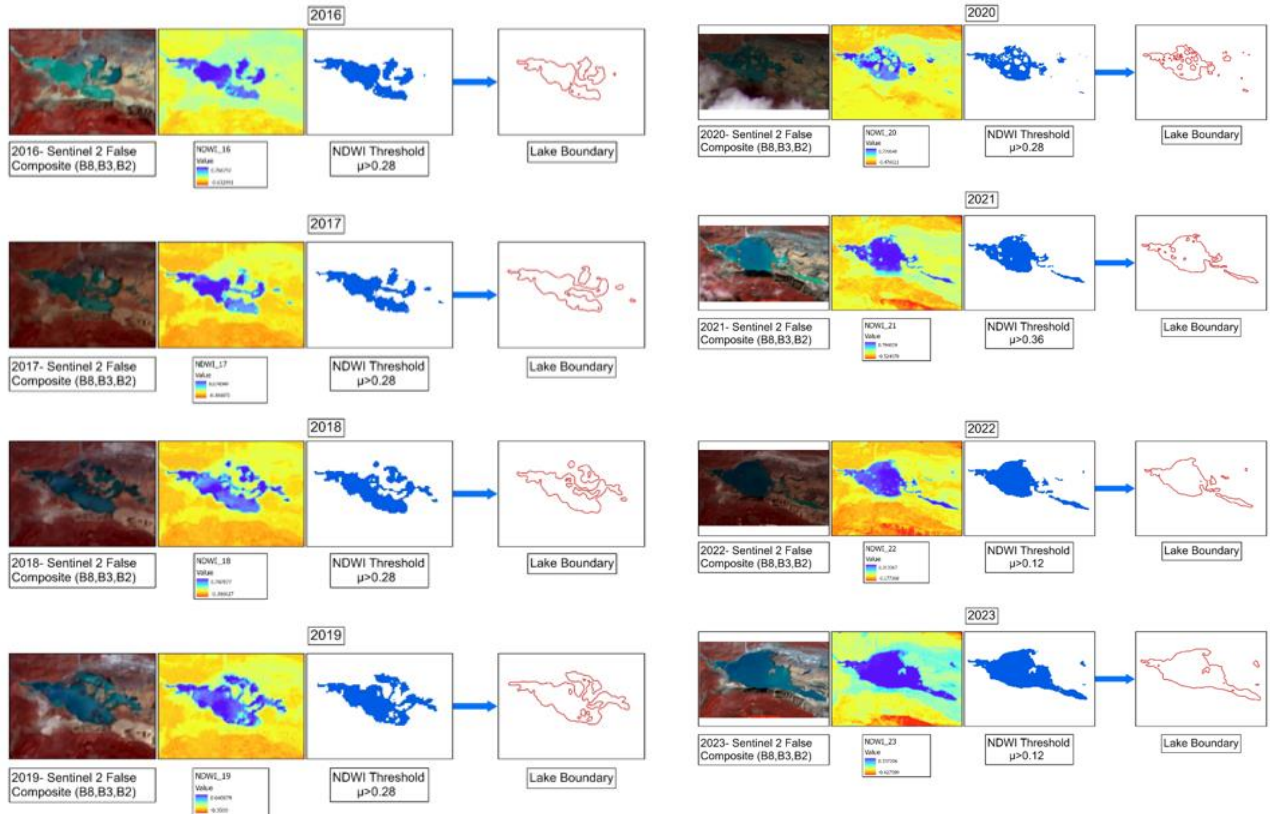 2016
2016- Sentinel 2 False
Composite (B8,B3,B2)
NDWI_16
Value
NDWI Threshold
μ>0.28
Lake Boundary
2017
2017- Sentinel 2 False
Composite (B8,B3,B2)
NDWI_17
Value
NDWI Threshold
μ>0.28
Lake Boundary
2018
2018- Sentinel 2 False
Composite (B8,B3,B2)
NDWI_18
Value
NDWI Threshold
μ>0.28
Lake Boundary
2019
2019- Sentinel 2 False
Composite (B8,B3,B2)
NDWI_19
Value
NDWI Threshold
μ>0.28
Lake Boundary
2020
2020- Sentinel 2 False
Composite (B8,B3,B2)
NDWI_20
Value
NDWI Threshold
μ>0.28
Lake Boundary
2021
2021- Sentinel 2 False
Composite (B8,B3,B2)
NDWI_21
Value
NDWI Threshold
μ>0.36
Lake Boundary
2022
2022- Sentinel 2 False
Composite (B8,B3,B2)
NDWI_22
Value
NDWI Threshold
μ>0.12
Lake Boundary
2023
2023- Sentinel 2 False
Composite (B8,B3,B2)
NDWI_23
Value
NDWI Threshold
μ>0.12
Lake Boundary